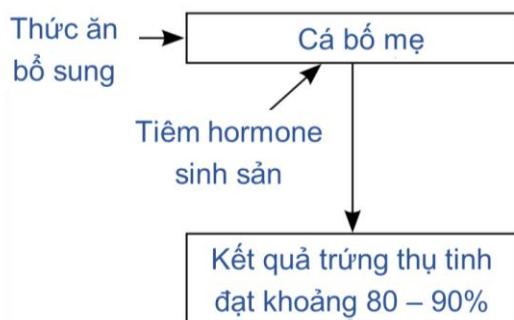 Thức ăn
bổ sung
Cá bố mẹ
Tiêm hormone
sinh sản
Kết quả trứng thụ tinh
đạt khoảng 80 – 90%